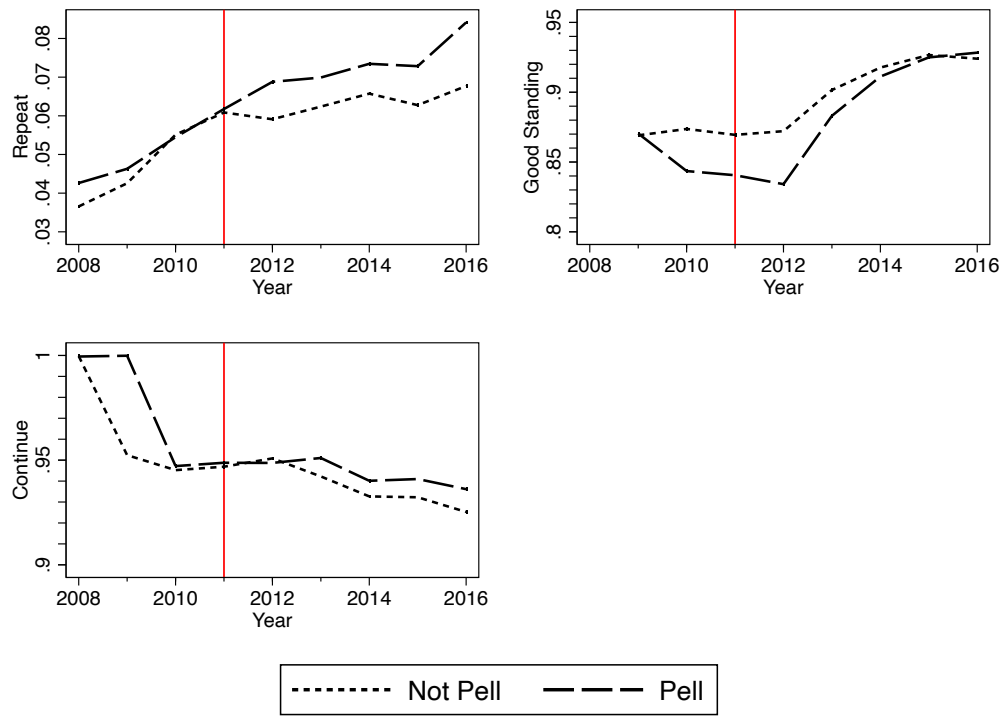 Repeat
.08
.07
.06
.05
.04
.03
2008 2010 2012 2014 2016
Year
Good Standing
.95
.9
.85
.8
2008 2010 2012 2014 2016
Year
Continue
1
.95
.9
2008 2010 2012 2014 2016
Year
Not Pell Pell